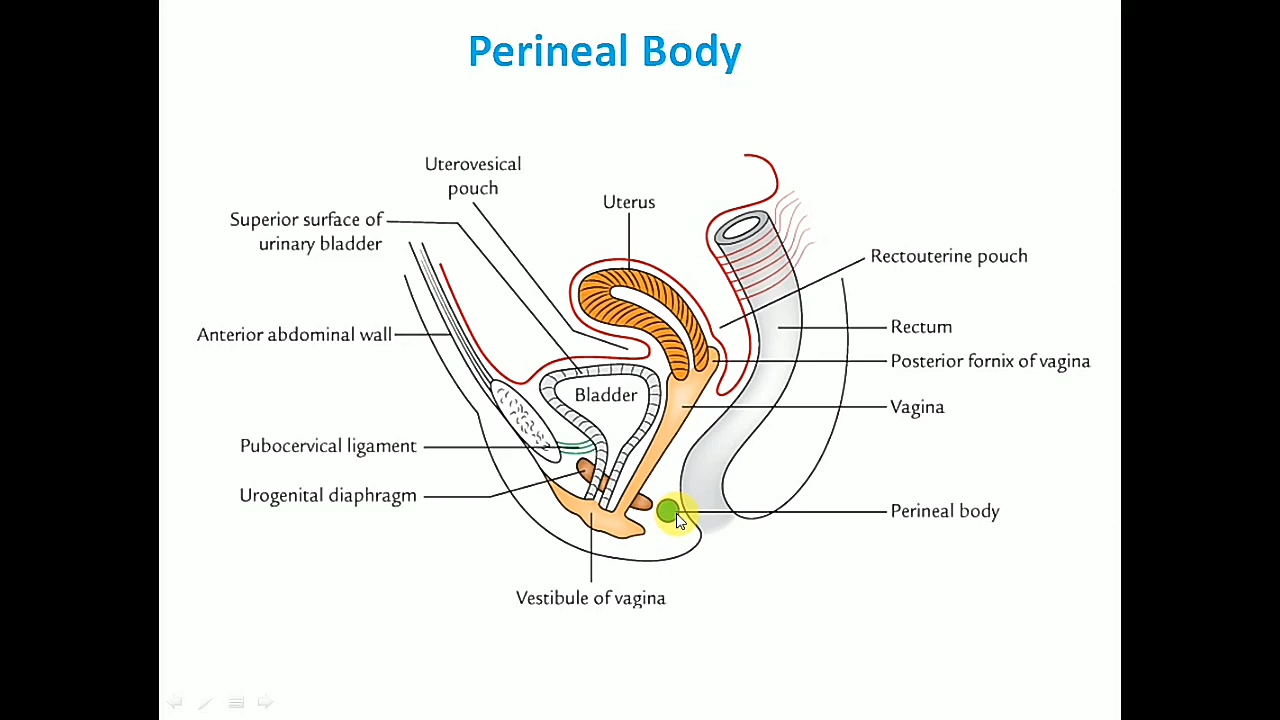 Perineal Body
Uterovesical
pouch
Superior surface of
urinary bladder
Uterus
Rectouterine pouch
Anterior abdominal wall
Rectum
Posterior fornix of vagina
Bladder
Vagina
Pubocervical ligament
Urogenital diaphragm
Perineal body
Vestibule of vagina